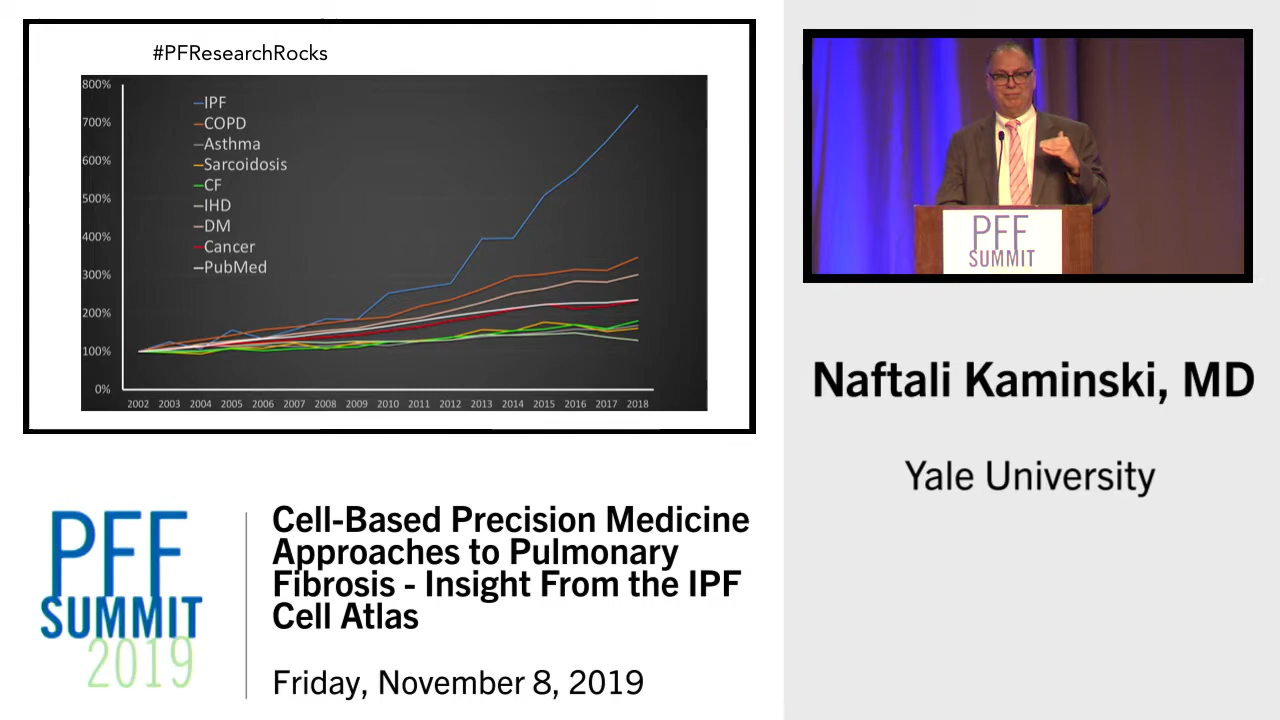 #PFResearchRocks
800%
700%
600%
500%
400%
300%
200%
100%
0%
IPF
COPD
Asthma
Sarcoidosis
CF
IHD
DM
Cancer
PubMed
2002 2003 2004 2005 2006 2007 2008 2009 2010 2011 2012 2013 2014 2015 2016 2017 2018
PFF
SUMMIT
Naftali Kaminski, MD
Yale University
PFF
SUMMIT
2019
Cell-Based Precision Medicine
Approaches to Pulmonary
Fibrosis - Insight From the IPF
Cell Atlas
Friday, November 8, 2019